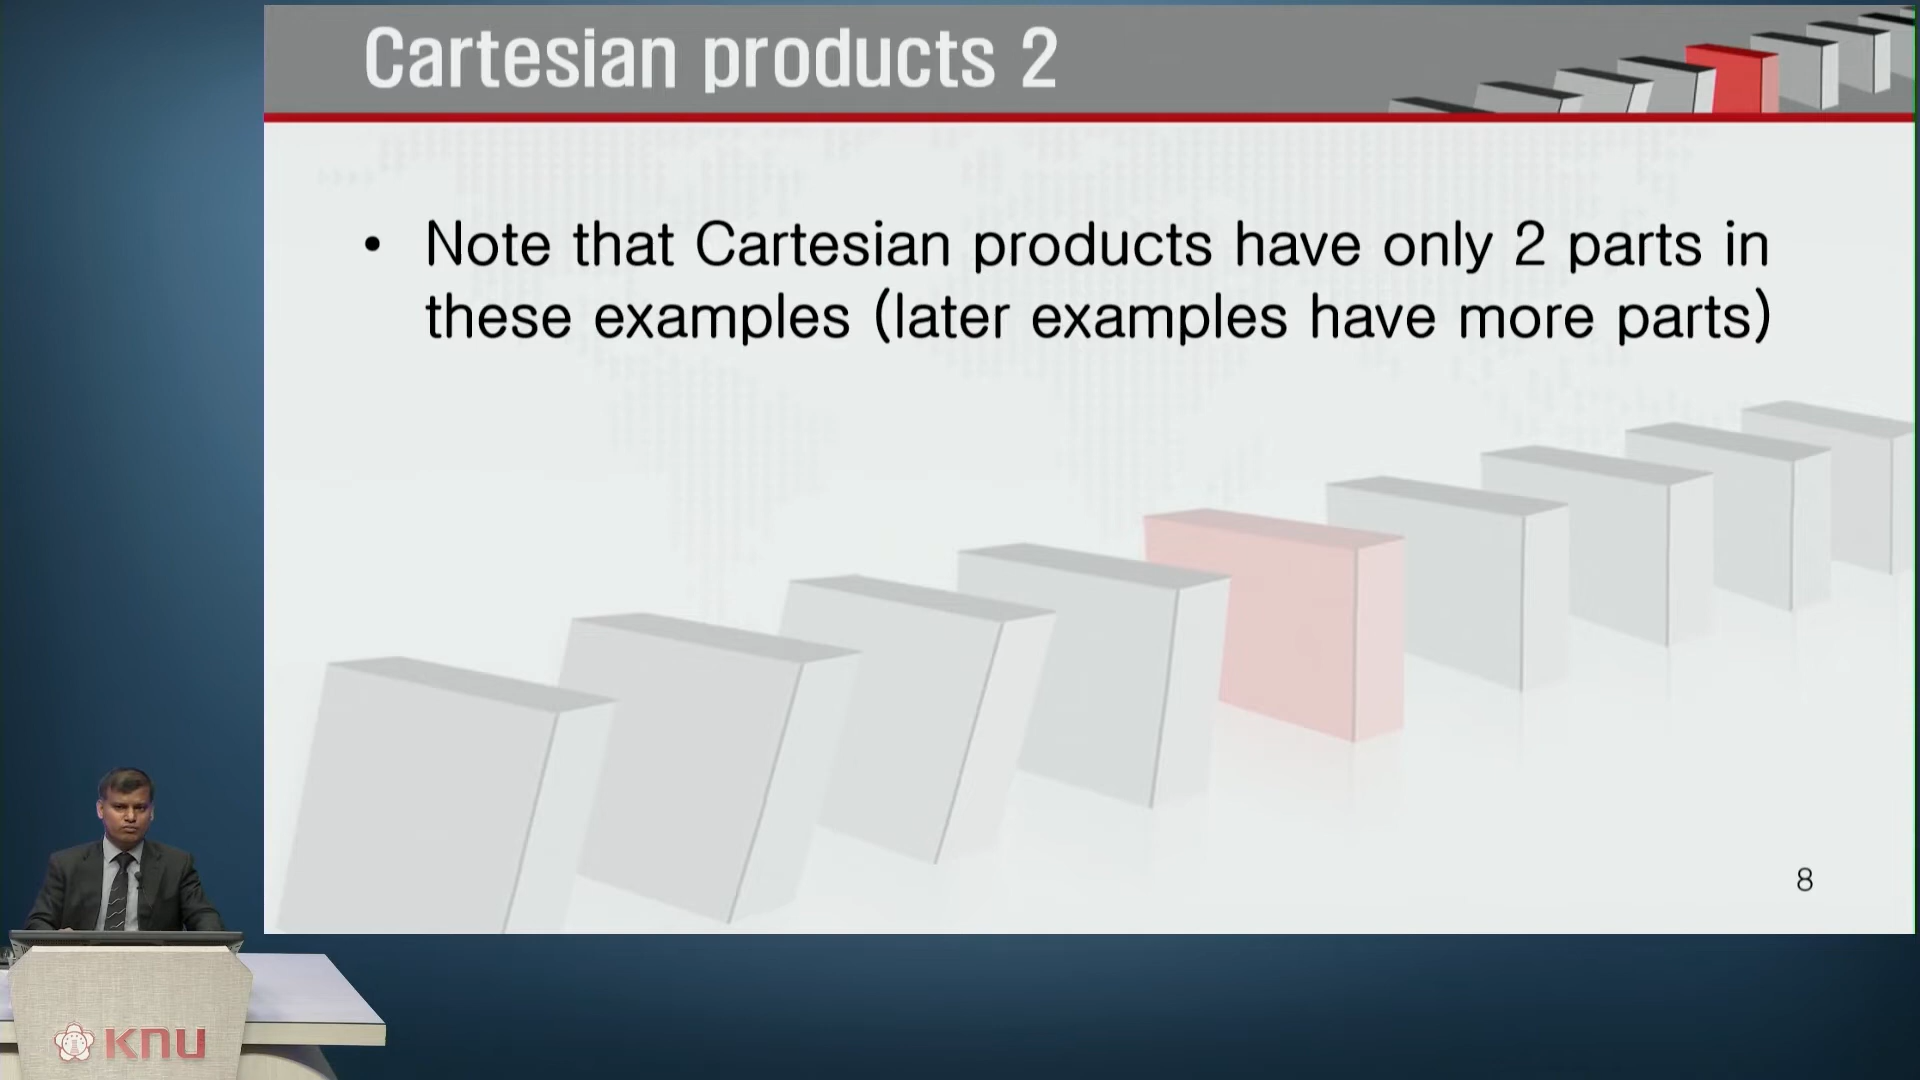 Cartesian products 2
• Note that Cartesian products have only 2 parts in
these examples (later examples have more parts)
8
KNU